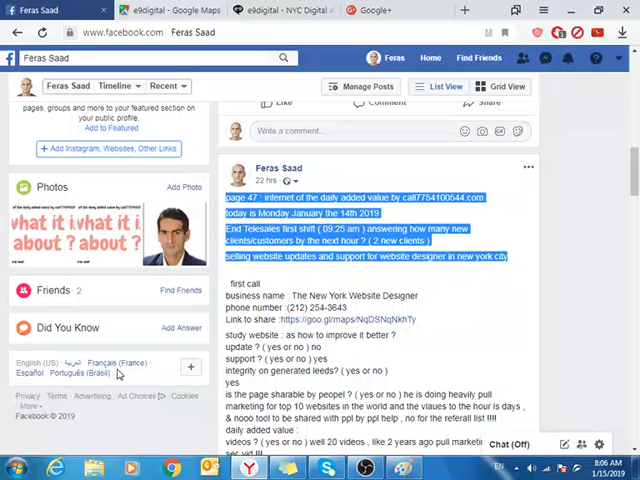 Feras Saad
e9digital - Google Maps
e9digital - NYC Digital
Google+
www.facebook.com Feras Saad
Feras Saad
Feras Home Find Friends
Feras Saad Timeline Recent
Manage Posts List View Grid View
pages, groups and more to your featured section on your public profile.
Add to Featured
+ Add Instagram, Websites, Other Links
Photos Add Photo
what it i
about ?
what it i
about ?
Friends · 2 Find Friends
Did You Know Add Answer
English (US) · العربية · Français (France) ·
Español · Português (Brasil)
Privacy · Terms · Advertising · Ad Choices · Cookies ·
More
Facebook © 2019
Like Comment Share
Write a comment...
Feras Saad
22 hrs ·
page 47 : internet of the daily added value by call7754100544.com
today is Monday January the 14th 2019
End Telesales first shift ( 09:25 am ) answering how many new
clients/customers by the next hour ? ( 2 new clients )
selling website updates and support for website designer in new york city
. first call
business name : The New York Website Designer
phone number :(212) 254-3643
Link to share :https://goo.gl/maps/NqDSNqNkhTy
study website : as how to improve it better ?
update ? ( yes or no ) no
support ? ( yes or no ) yes
integrity on generated leeds? ( yes or no )
yes
is the page sharable by peopel ? ( yes or no ) he is doing heavily pull
marketing for top 10 websites in the world and the vlaues to the hour is days ,
& nooo tool to be shared with ppl by ppl help , no for the referall list !!!!
daily added value :
videos ? ( yes or no ) well 20 videos , like 2 years ago pull marketi
sec vid !!!
Chat (Off)
EN
8:06 AM
1/15/2019